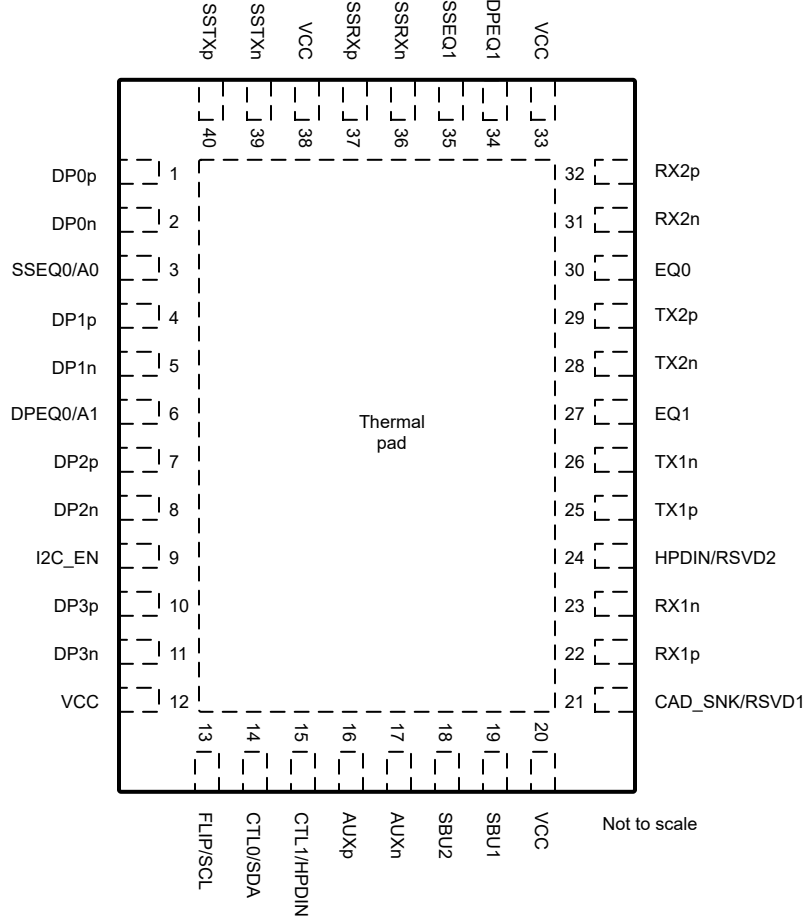 SSTXp
SSTXn
VCC
SSRXp
SSRXn
SSEQ1
DPEQ1
VCC
40
39
38
37
36
35
34
33
DP0p 1
DP0n 2
SSEQ0/A0 3
DP1p 4
DP1n 5
DPEQ0/A1 6
DP2p 7
DP2n 8
I2C_EN 9
DP3p 10
DP3n 11
VCC 12
Thermal
pad
32 RX2p
31 RX2n
30 EQ0
29 TX2p
28 TX2n
27 EQ1
26 TX1n
25 TX1p
24 HPDIN/RSVD2
23 RX1n
22 RX1p
21 CAD_SNK/RSVD1
13
14
15
16
17
18
19
20
FLIP/SCL
CTL0/SDA
CTL1/HPDIN
AUXp
AUXn
SBU2
SBU1
VCC
Not to scale